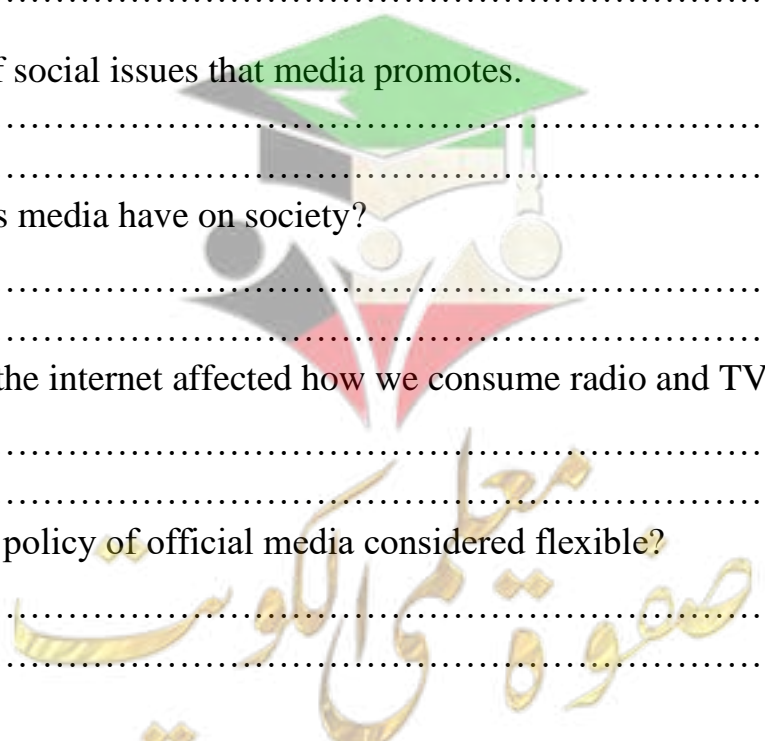 ……………………………………………………………
f social issues that media promotes.
……………………………………………………………
……………………………………………………………
s media have on society?
……………………………………………………………
……………………………………………………………
the internet affected how we consume radio and TV
……………………………………………………………
……………………………………………………………
policy of official media considered flexible?
……………………………………………………………
……………………………………………………………
صفوة معلمى الكويت